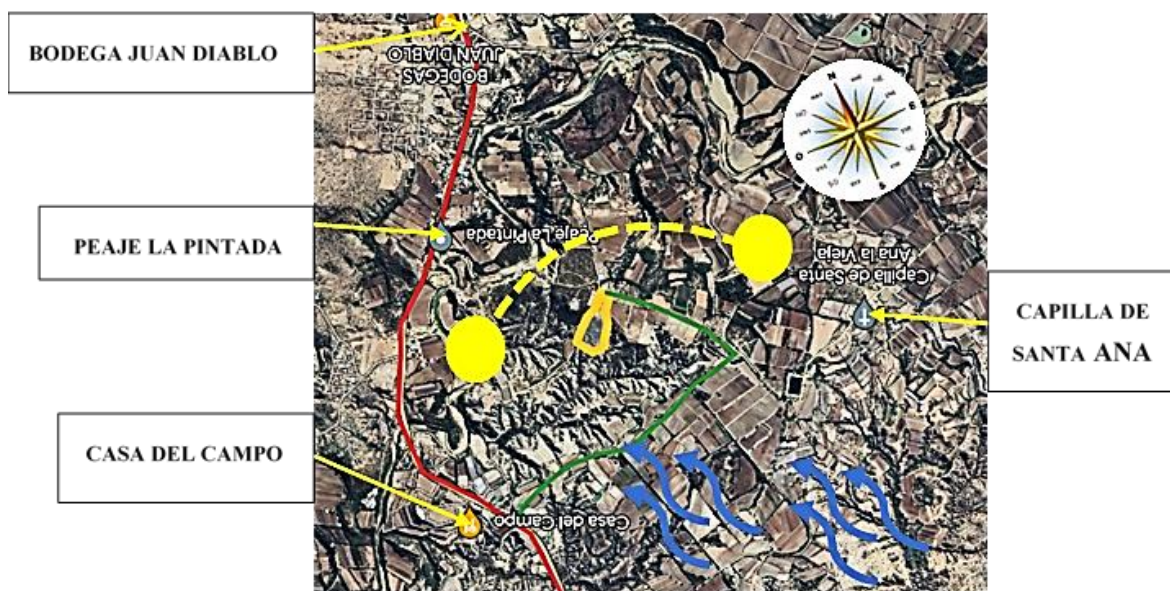 BODEGA JUAN DIABLO
BODEGAS
JUAN DIABLO
PEAJE LA PINTADA
Peaje La Pintada
Capilla de Santa
Ana la Vieja
CAPILLA DE
SANTA ANA
CASA DEL CAMPO
Casa del Campo
N
S